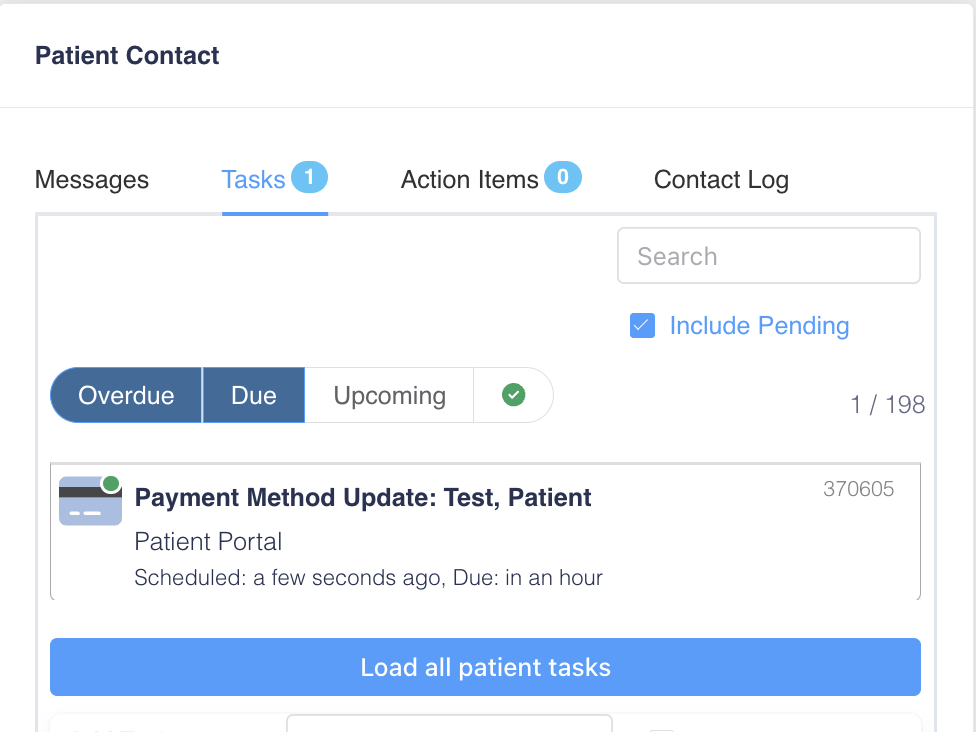 Patient Contact
Messages
Tasks 1
Action Items 0
Contact Log
Search
Include Pending
Overdue
Due
Upcoming
1 / 198
Payment Method Update: Test, Patient
370605
Patient Portal
Scheduled: a few seconds ago, Due: in an hour
Load all patient tasks